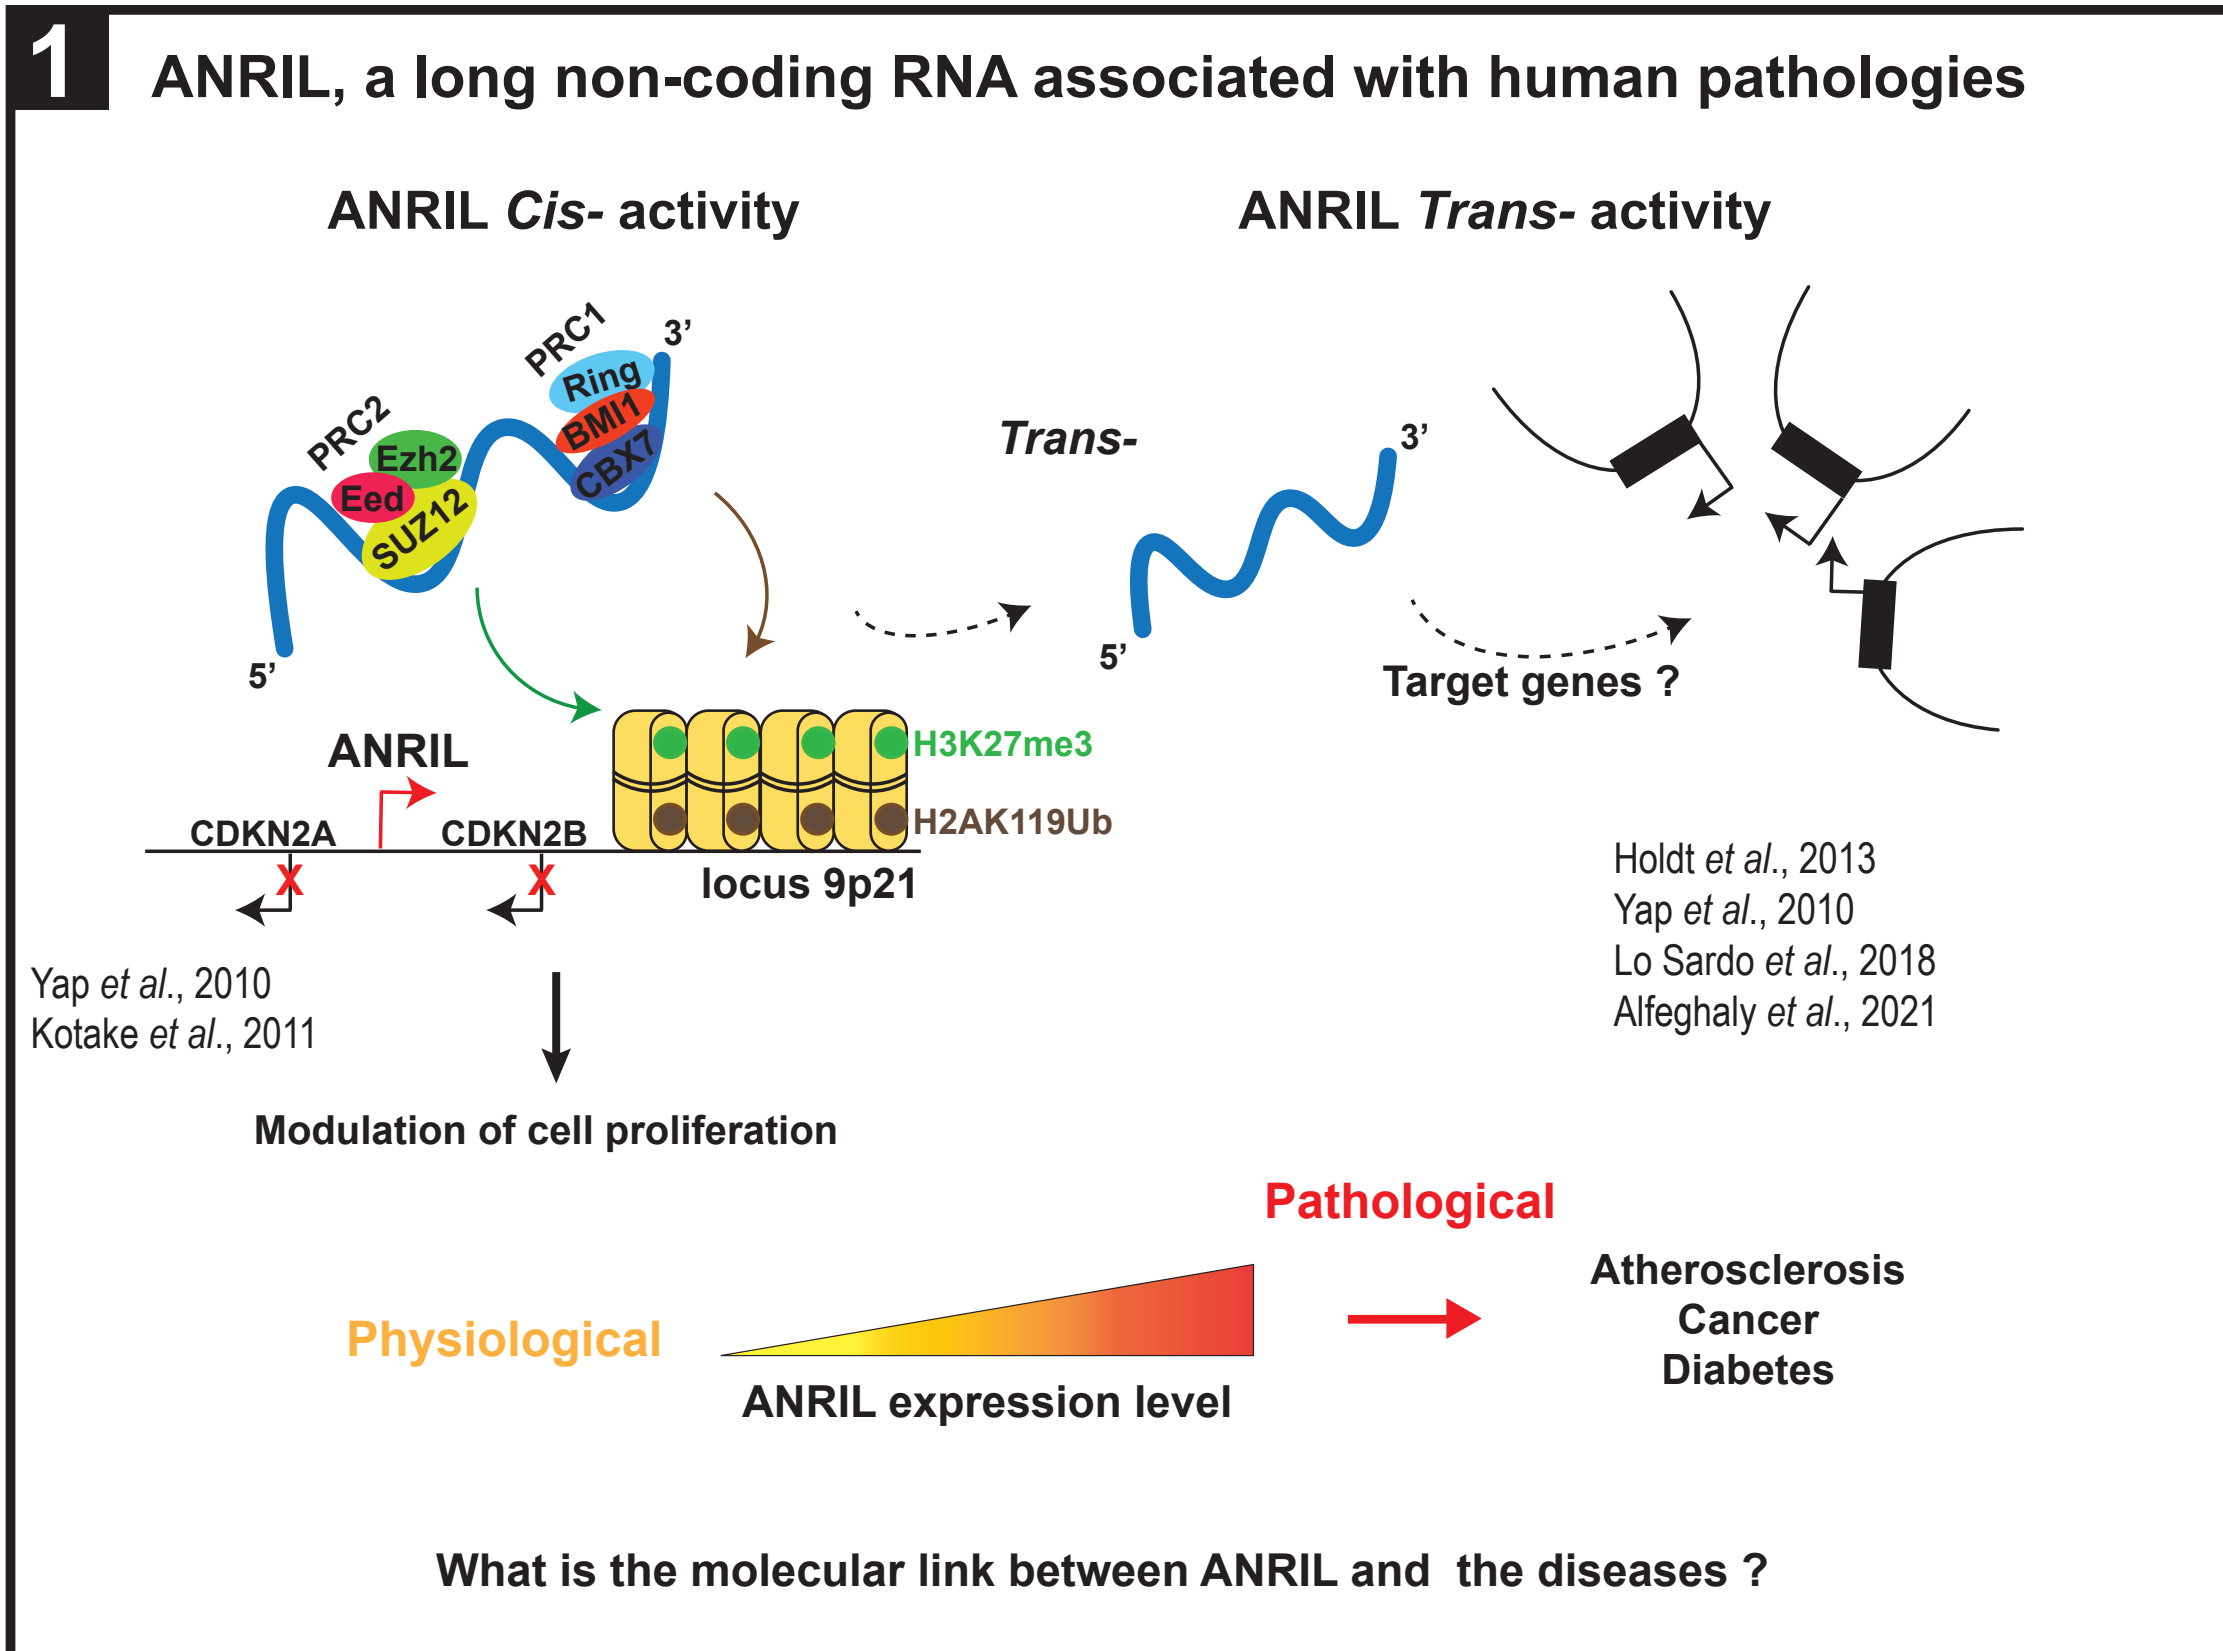 1
ANRIL, a long non-coding RNA associated with human pathologies
ANRIL Cis- activity
PRC1
3’
Ring
BMI1
CBX7
PRC2
Ezh2
Eed
SUZ12
5’
ANRIL
CDKN2A
X
CDKN2B
X
H3K27me3
H2AK119Ub
locus 9p21
Yap et al., 2010
Kotake et al., 2011
Modulation of cell proliferation
ANRIL Trans- activity
Trans-
3’
5’
Target genes ?
Holdt et al., 2013
Yap et al., 2010
Lo Sardo et al., 2018
Alfeghaly et al., 2021
Physiological
Pathological
ANRIL expression level
Atherosclerosis
Cancer
Diabetes
What is the molecular link between ANRIL and  the diseases ?